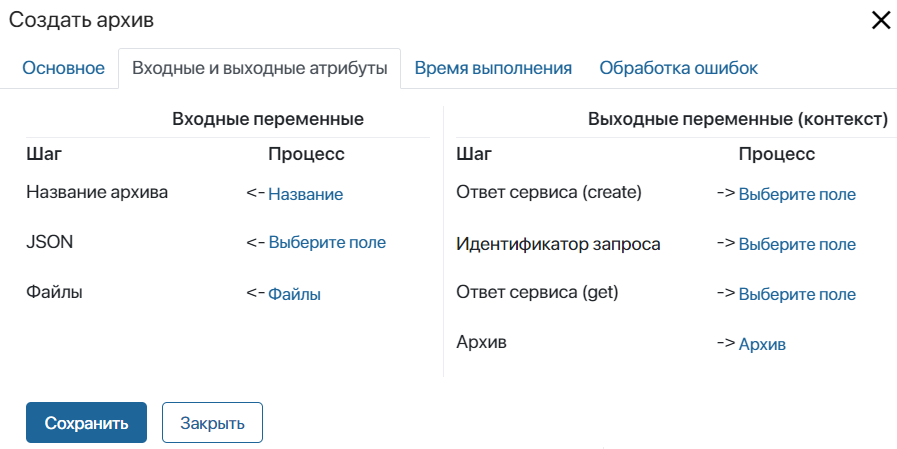 Создать архив
Основное Входные и выходные атрибуты Время выполнения Обработка ошибок
Входные переменные
Шаг Процесс
Название архива <- Название
JSON <- Выберите поле
Файлы <- Файлы
Выходные переменные (контекст)
Шаг Процесс
Ответ сервиса (create) -> Выберите поле
Идентификатор запроса -> Выберите поле
Ответ сервиса (get) -> Выберите поле
Архив -> Архив
Сохранить Закрыть